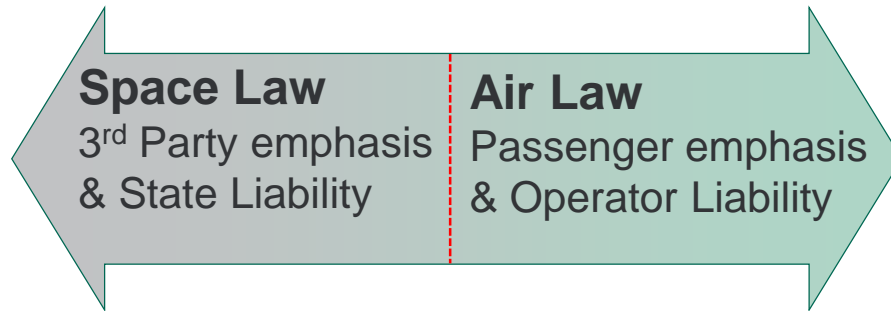 Space Law
3rd Party emphasis
& State Liability
Air Law
Passenger emphasis
& Operator Liability